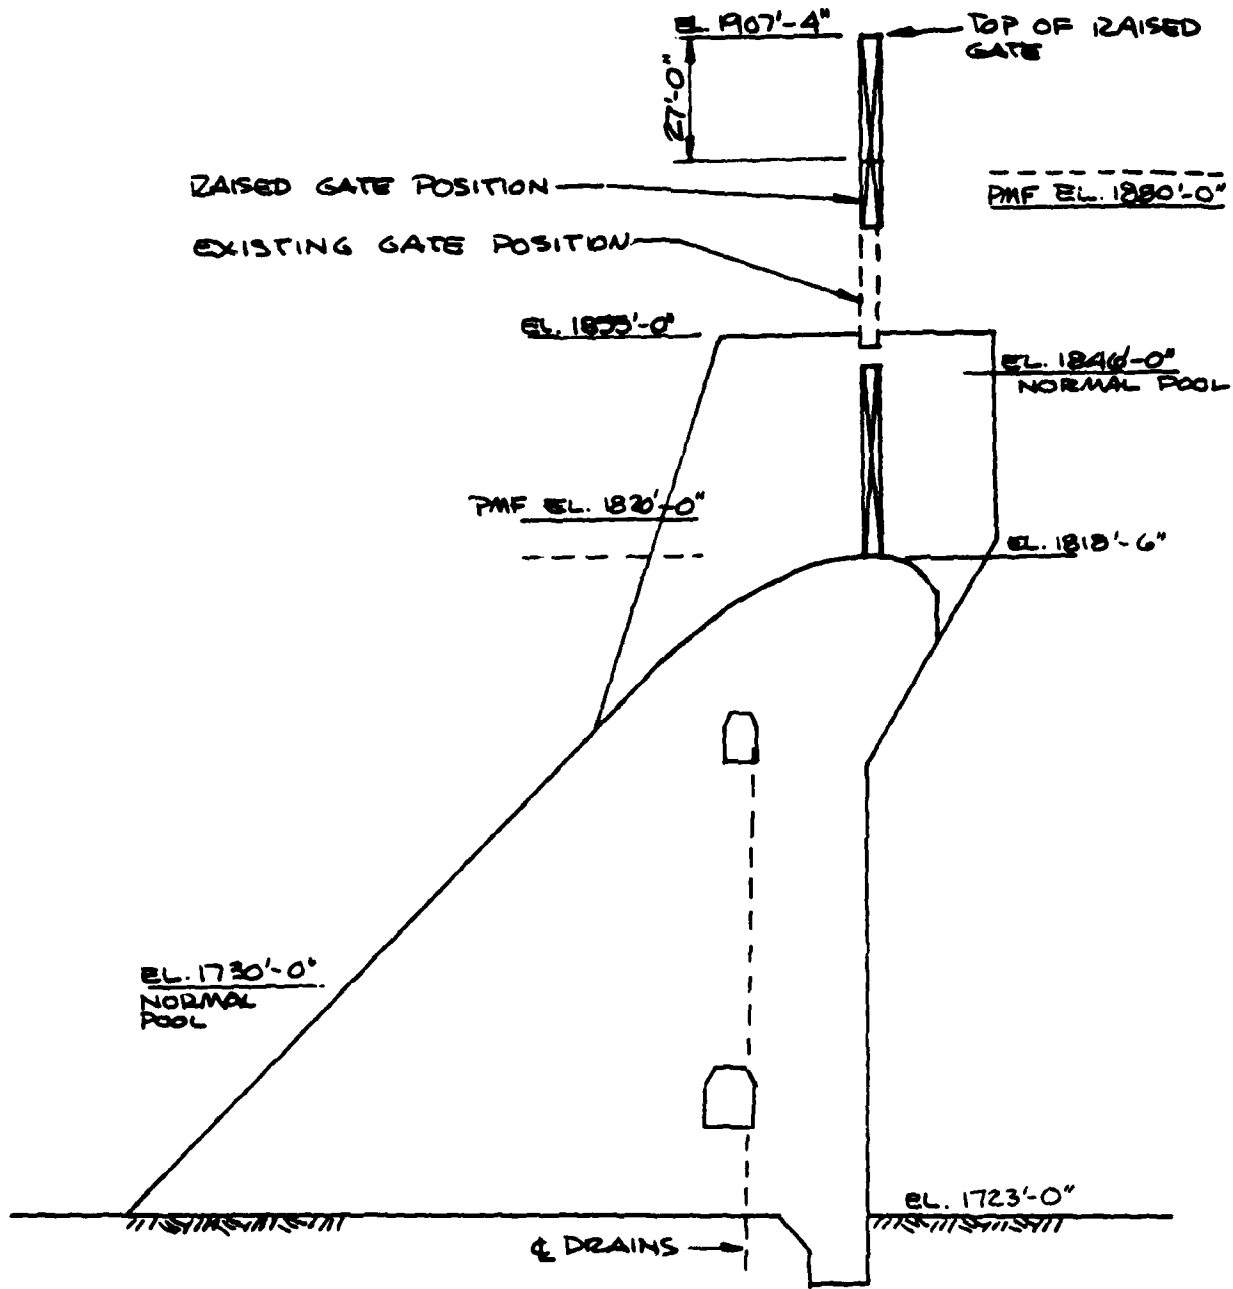 EL. 1907'-4"
TOP OF RAISED
GATE
27'-0"
RAISED GATE POSITION
PMF EL. 1880'-0"
EXISTING GATE POSITION
EL. 1855'-0"
EL. 1846'-0"
NORMAL POOL
PMF EL. 1820'-0"
EL. 1818'-6"
EL. 1730'-0"
NORMAL
POOL
EL. 1723'-0"
℄ DRAINS